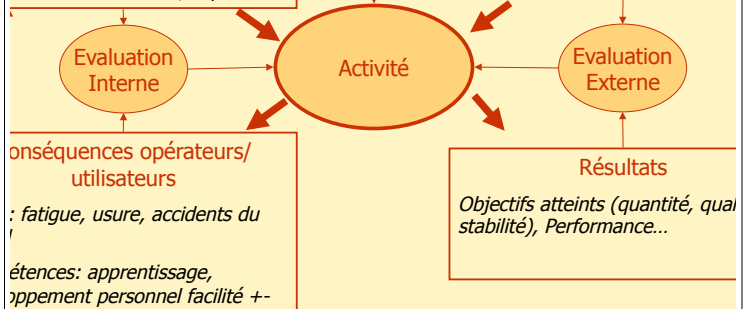 Evaluation
Interne
Activité
Evaluation
Externe
onséquences opérateurs/
utilisateurs
: fatigue, usure, accidents du
étences: apprentissage,
oppement personnel facilité +-
Résultats
Objectifs atteints (quantité, qual
stabilité), Performance...